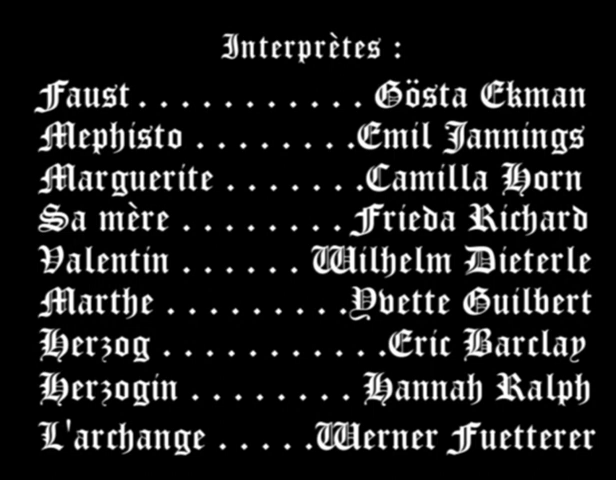 Interprètes :
Faust . . . . . . . . . . . Gösta Ekman
Mephisto . . . . . . . .Emil Jannings
Marguerite . . . . . . .Camilla Horn
Sa mère . . . . . . . . Frieda Richard
Valentin . . . . . . Wilhelm Dieterle
Marthe . . . . . . . . .Yvette Guilbert
Herzog . . . . . . . . . . .Eric Barclay
Herzogin . . . . . . . . Hannah Ralph
L'archange . . . . .Werner Fuetterer